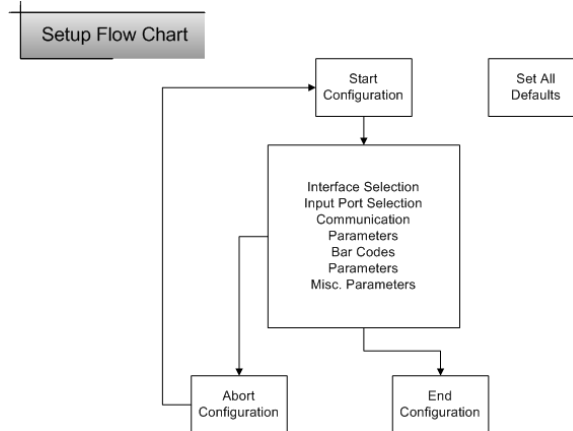 Setup Flow Chart
Start
Configuration
Set All
Defaults
Interface Selection
Input Port Selection
Communication
Parameters
Bar Codes
Parameters
Misc. Parameters
Abort
Configuration
End
Configuration